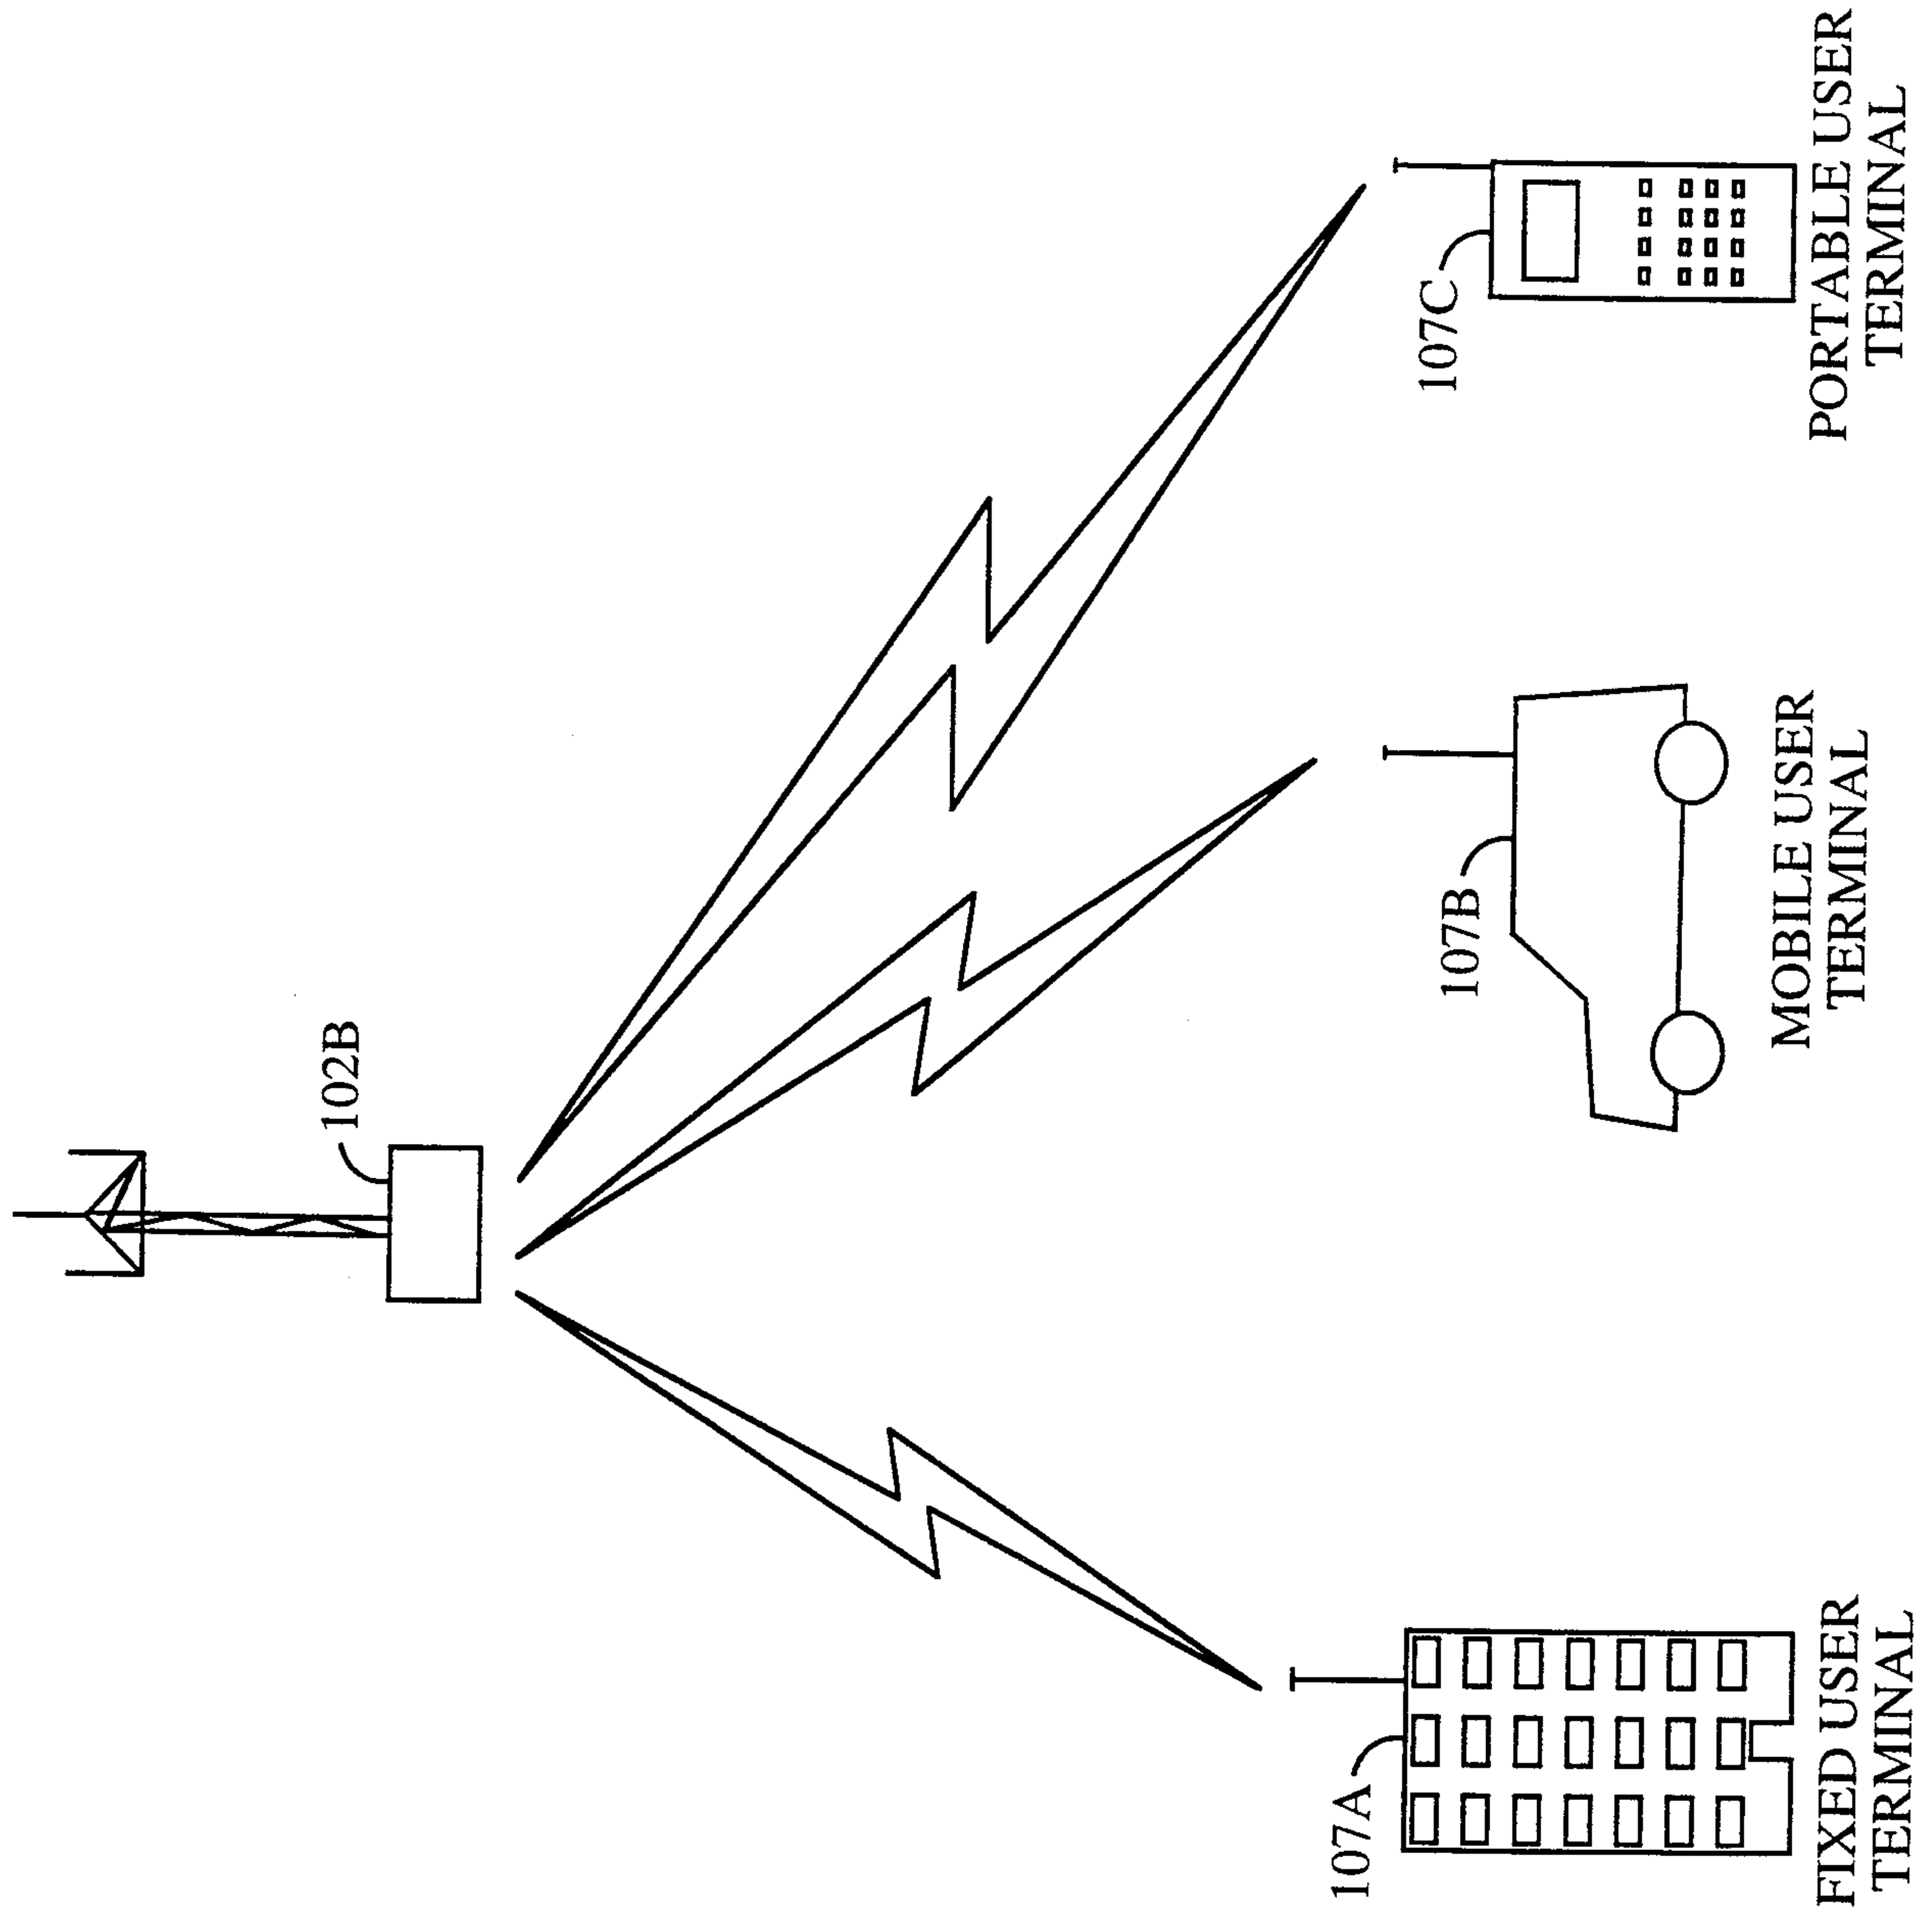 102B
107A
FIXED USER
TERMINAL
107B
MOBILE USER
TERMINAL
107C
PORTABLE USER
TERMINAL